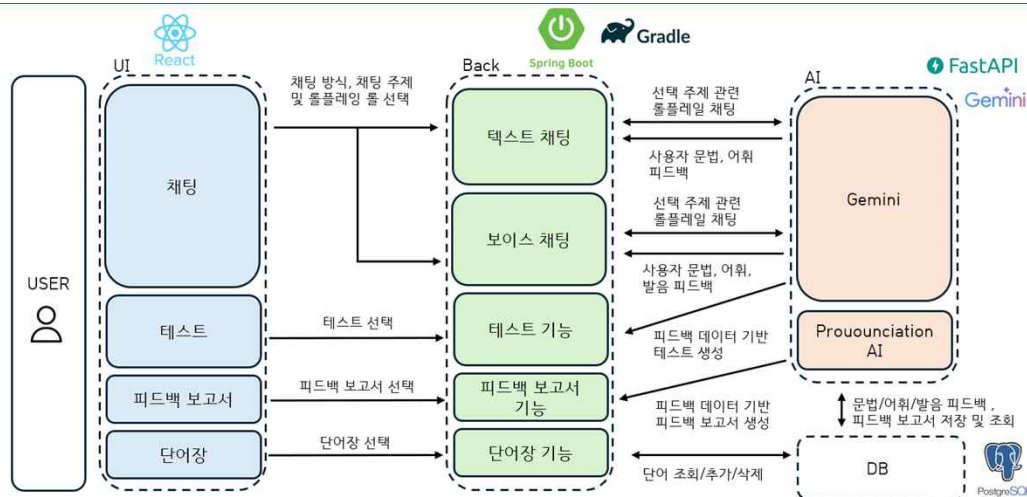 React
Spring Boot
Gradle
FastAPI
Gemini
UI
Back
AI
USER
채팅
테스트
피드백 보고서
단어장
채팅 방식, 채팅 주제
및 롤플레잉 롤 선택
테스트 선택
피드백 보고서 선택
단어장 선택
텍스트 채팅
보이스 채팅
테스트 기능
피드백 보고서
기능
단어장 기능
선택 주제 관련
롤플레일 채팅
사용자 문법, 어휘
피드백
선택 주제 관련
롤플레일 채팅
사용자 문법, 어휘,
발음 피드백
피드백 데이터 기반
테스트 생성
피드백 데이터 기반
피드백 보고서 생성
단어 조회/추가/삭제
Gemini
Prouounciation
AI
문법/어휘/발음 피드백 ,
피드백 보고서 저장 및 조회
DB
PostgreSQL